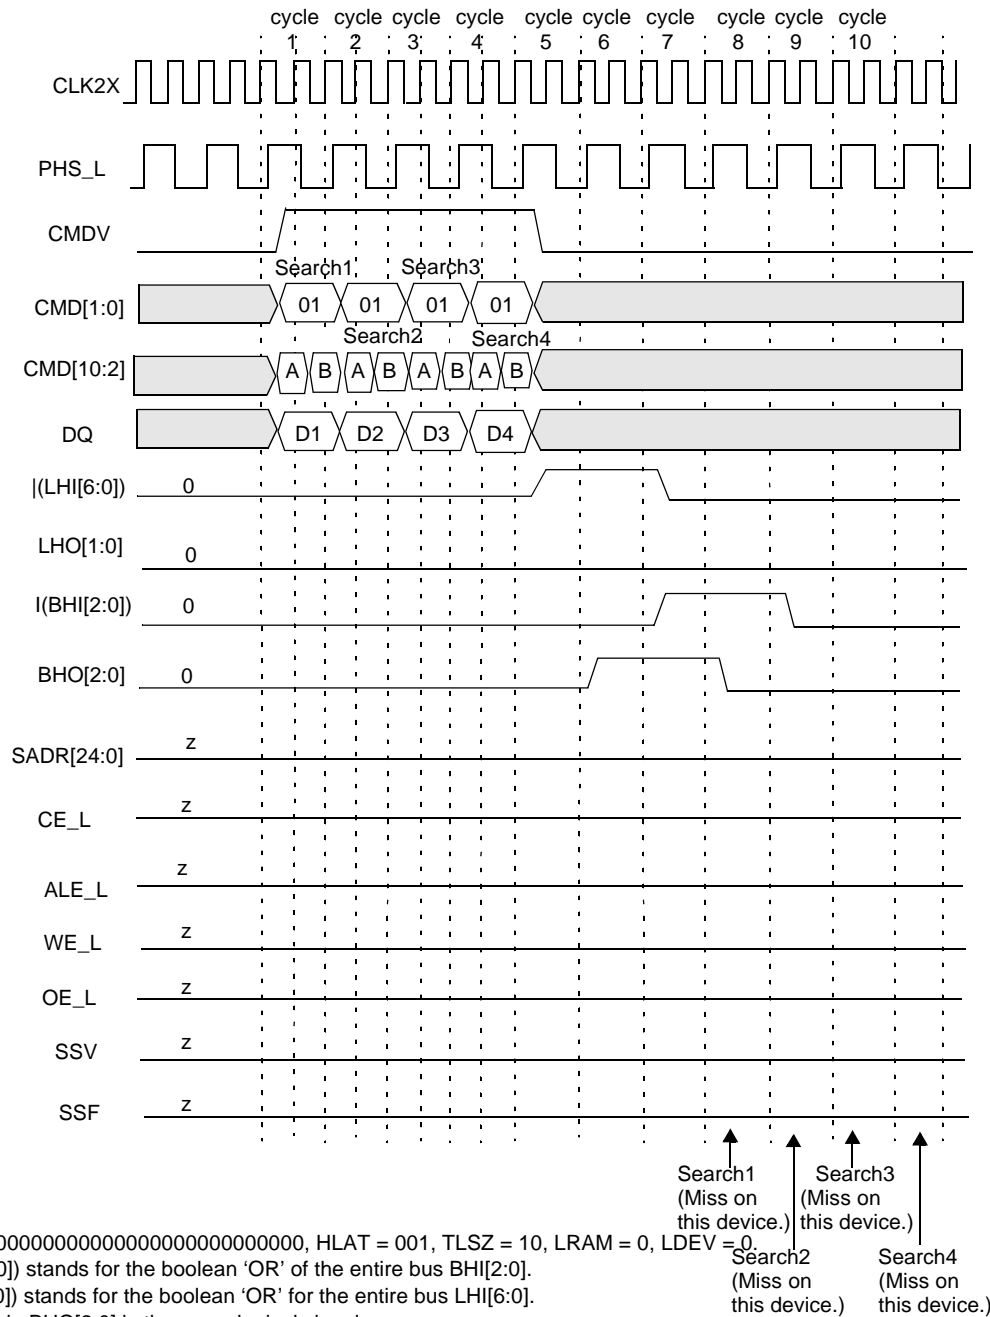 cycle cycle cycle cycle cycle cycle cycle cycle cycle cycle
1 2 3 4 5 6 7 8 9 10
CLK2X
PHS_L
CMDV
Search1 Search3
CMD[1:0] 01 01 01 01
Search2 Search4
CMD[10:2] A B A B A B A B
DQ D1 D2 D3 D4
|(LHI[6:0]) 0
LHO[1:0] 0
I(BHI[2:0]) 0
BHO[2:0] 0
SADR[24:0] z
CE_L z
ALE_L z
WE_L z
OE_L z
SSV z
SSF z
Search1
(Miss on
this device.)
Search3
(Miss on
this device.)
Search2
(Miss on
this device.)
Search4
(Miss on
this device.)
HLAT = 001, TLSZ = 10, LRAM = 0, LDEV = 0.
0]) stands for the boolean ‘OR’ of the entire bus BHI[2:0].
0]) stands for the boolean ‘OR’ for the entire bus LHI[6:0].